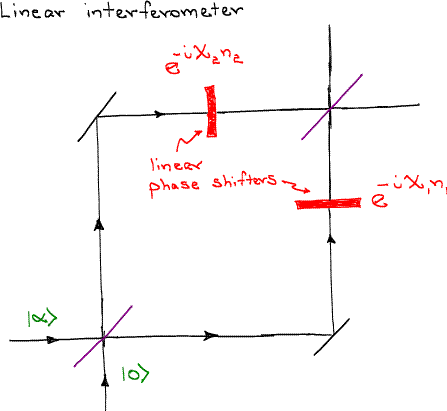 Linear interferometer
e^{-iχ₂n₂}
linear
phase shifters
e^{-iχ₁n₁}
|α⟩
|0⟩